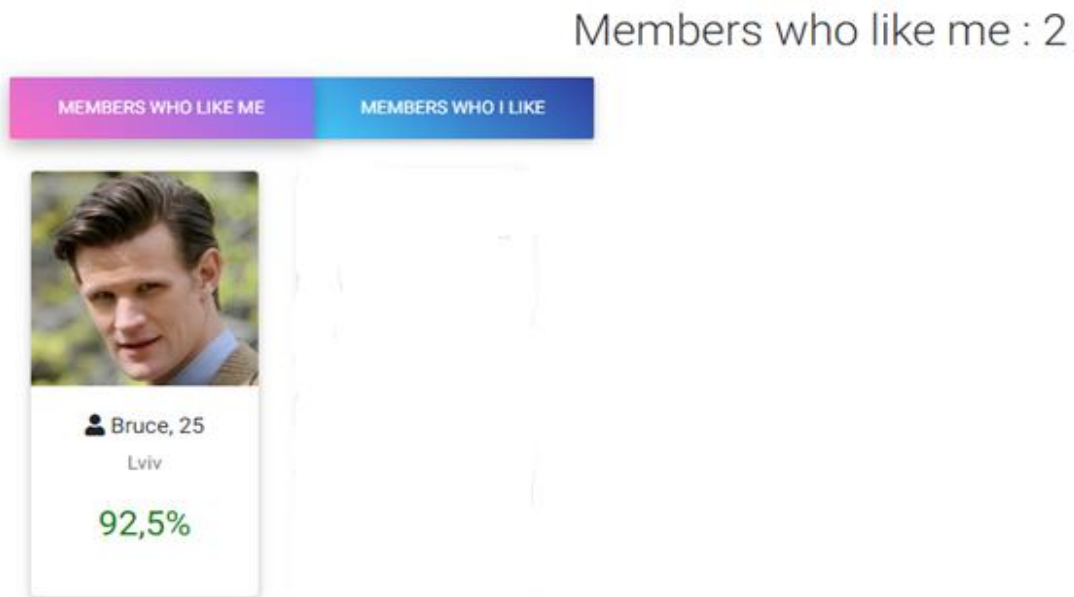 Members who like me : 2
MEMBERS WHO LIKE ME
MEMBERS WHO I LIKE
Bruce, 25
Lviv
92,5%